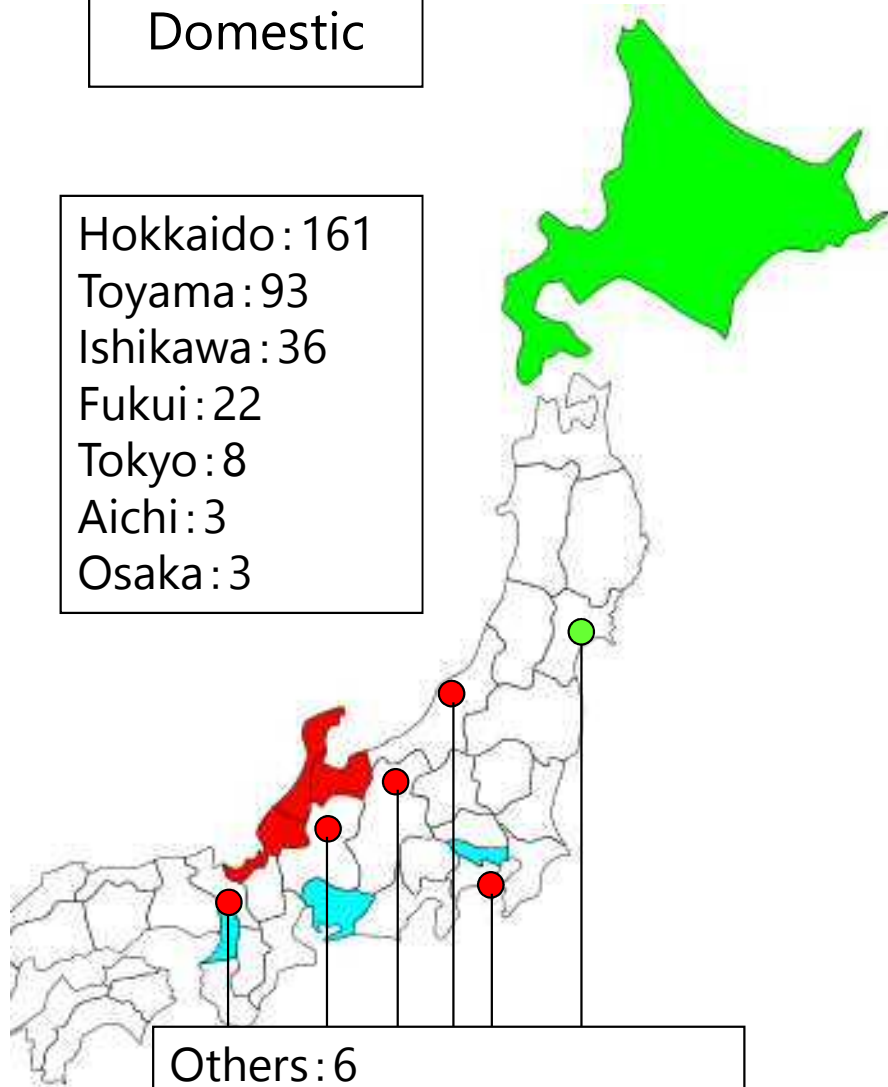 Domestic
Hokkaido:161
Toyama:93
Ishikawa:36
Fukui:22
Tokyo:8
Aichi:3
Osaka:3
Others:6